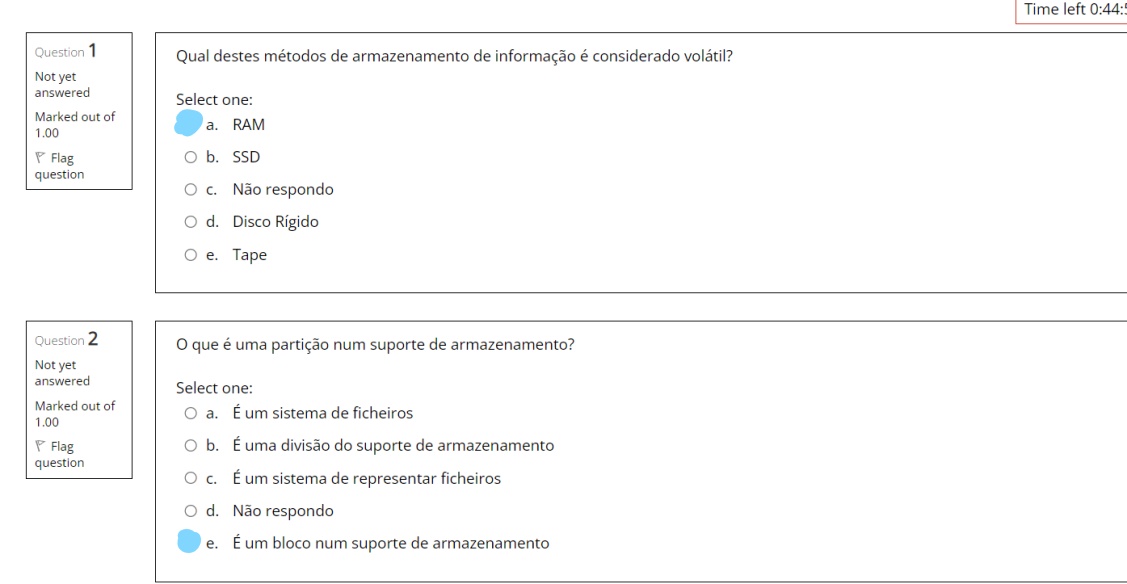 Time left 0:44:
Question 1
Not yet
answered
Marked out of
1.00
Flag
question
Qual destes métodos de armazenamento de informação é considerado volátil?
Select one:
a. RAM
b. SSD
c. Não respondo
d. Disco Rígido
e. Tape
Question 2
Not yet
answered
Marked out of
1.00
Flag
question
O que é uma partição num suporte de armazenamento?
Select one:
a. É um sistema de ficheiros
b. É uma divisão do suporte de armazenamento
c. É um sistema de representar ficheiros
d. Não respondo
e. É um bloco num suporte de armazenamento